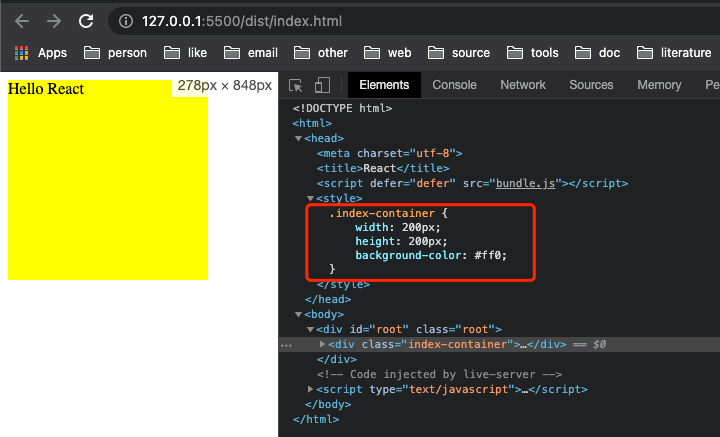 127.0.0.1:5500/dist/index.html
Apps person like email other web source tools doc literature
Hello React
278px × 848px
Elements Console Network Sources Memory Pe
<!DOCTYPE html>
<html>
<head>
<meta charset="utf-8">
<title>React</title>
<script defer="defer" src="bundle.js"></script>
<style>
.index-container {
width: 200px;
height: 200px;
background-color: #ff0;
}
</style>
</head>
<body>
<div id="root" class="root">
<div class="index-container">…</div> == $0
</div>
<!-- Code injected by live-server -->
<script type="text/javascript">…</script>
</body>
</html>